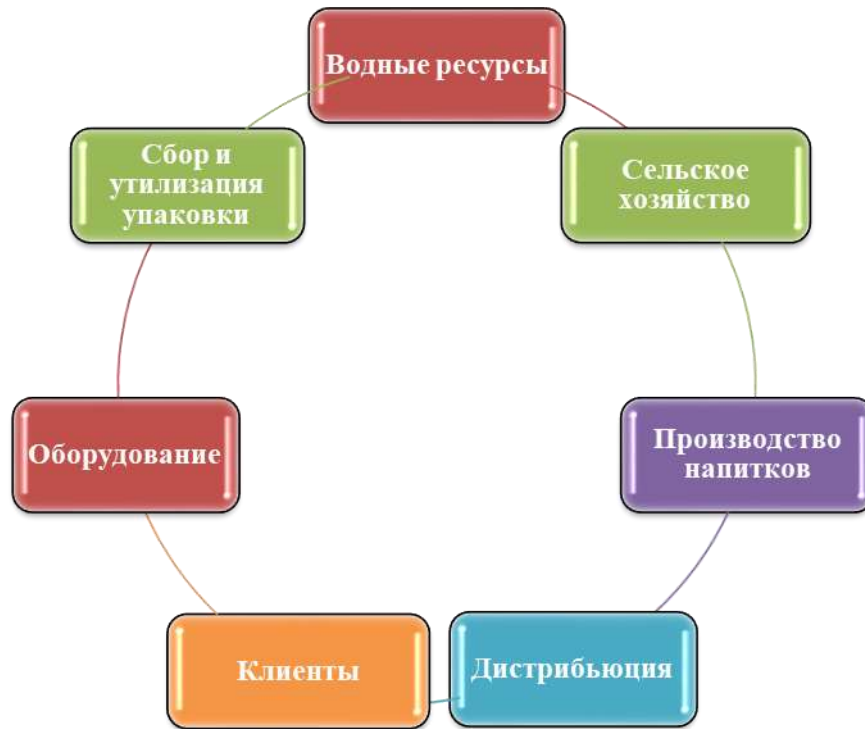 Водные ресурсы
Сельское
хозяйство
Производство
напитков
Дистрибьюция
Клиенты
Оборудование
Сбор и
утилизация
упаковки